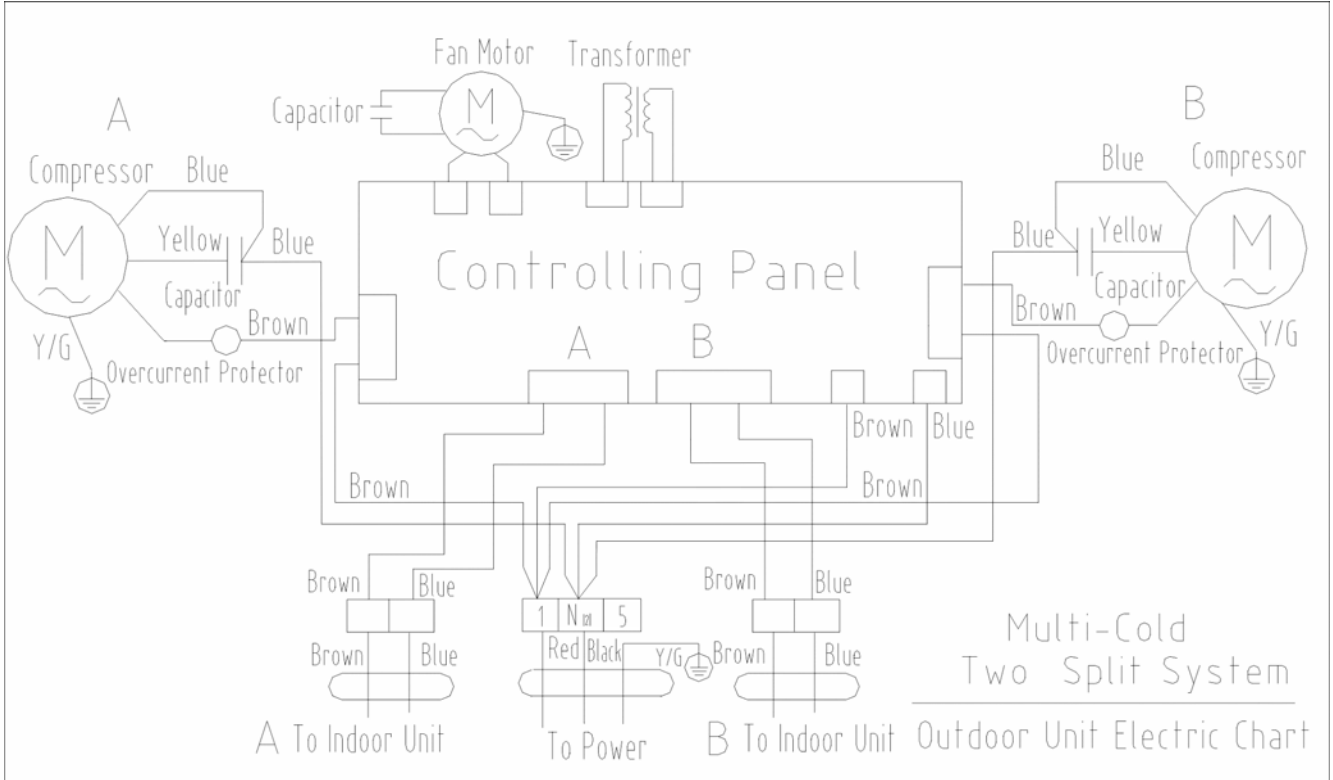 Fan Motor
Transformer
M
Capacitor
A
Compressor
Blue
M
Yellow
Blue
Capacitor
Brown
Y/G
Overcurrent Protector
B
Blue
Compressor
Blue
Yellow
M
Capacitor
Brown
Y/G
Overcurrent Protector
Controlling Panel
A
B
Brown
Blue
Brown
Brown
Brown
Blue
1
N
5
Brown
Blue
Brown
Blue
Red
Black
Y/G
Brown
Blue
A To Indoor Unit
To Power
B To Indoor Unit
Multi-Cold
Two Split System
Outdoor Unit Electric Chart